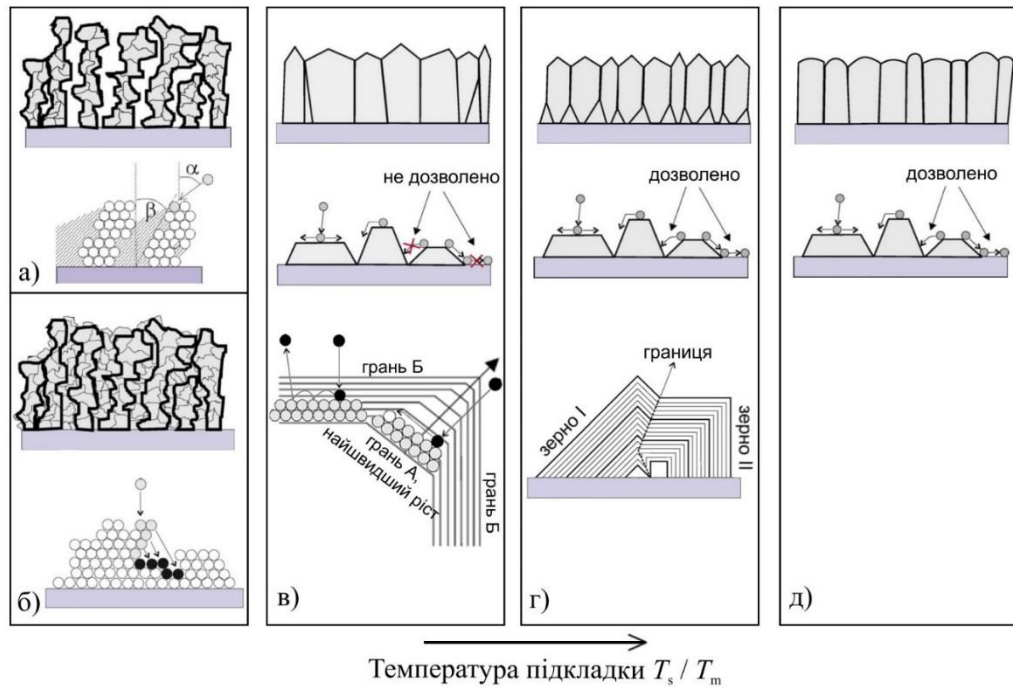 α
β
а)
б)
не дозволено
грань Б
грань А,
найшвидший ріст
грань Б
в)
дозволено
границя
зерно I
зерно II
г)
дозволено
д)
Температура підкладки Tₛ / Tₘ